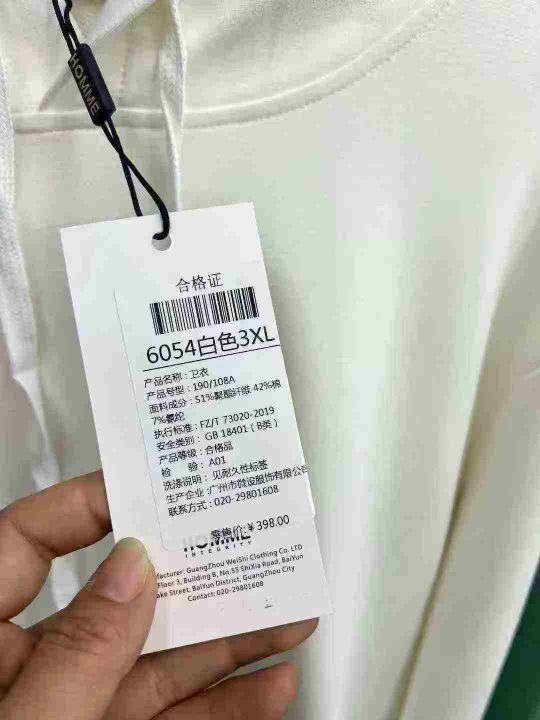 HOMME
合格证
6054白色3XL
产品名称：卫衣
产品号型：190/108A
面料成分：51%聚酯纤维 42%棉
7%氨纶
执行标准：FZ/T 73020-2019
安全类别： GB 18401（B类）
产品等级：合格品
检 验： A01
洗涤说明： 见耐久性标签
生产企业：广州市微设服饰有限公
联系方式：020-29801608
零售价:￥398.00
HOMME
INTEGRITY
facturer: GuangZhou WeiShi Clothing Co. LTD
Floor 3, Building B, No.55 ShiXia Road, BaiYun
ake Street, BaiYun District, GuangZhou City
Contact: 020-29801608